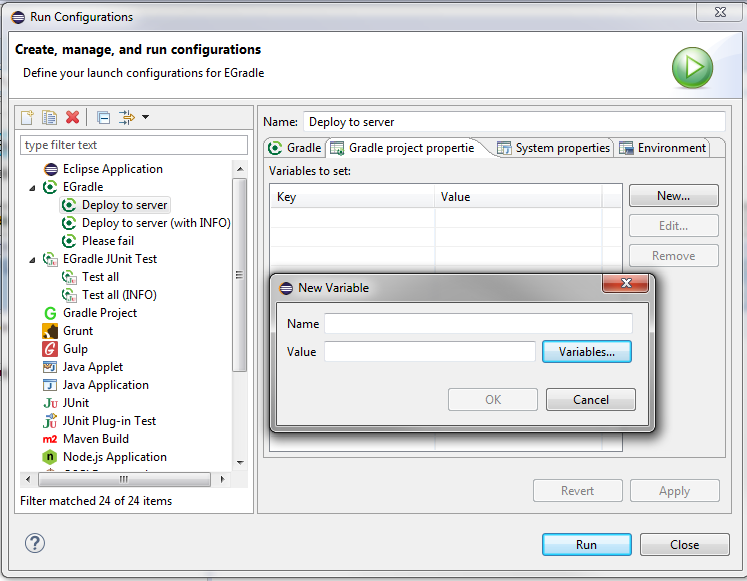 Run Configurations
Create, manage, and run configurations
Define your launch configurations for EGradle
type filter text
Eclipse Application
EGradle
Deploy to server
Deploy to server (with INFO)
Please fail
EGradle JUnit Test
Test all
Test all (INFO)
Gradle Project
Grunt
Gulp
Java Applet
Java Application
JUnit
JUnit Plug-in Test
Maven Build
Node.js Application
Filter matched 24 of 24 items
Name: Deploy to server
Gradle Gradle project propertie System properties Environment
Variables to set:
Key Value
New...
Edit...
Remove
New Variable
Name
Value Variables...
OK Cancel
Revert Apply
Run Close